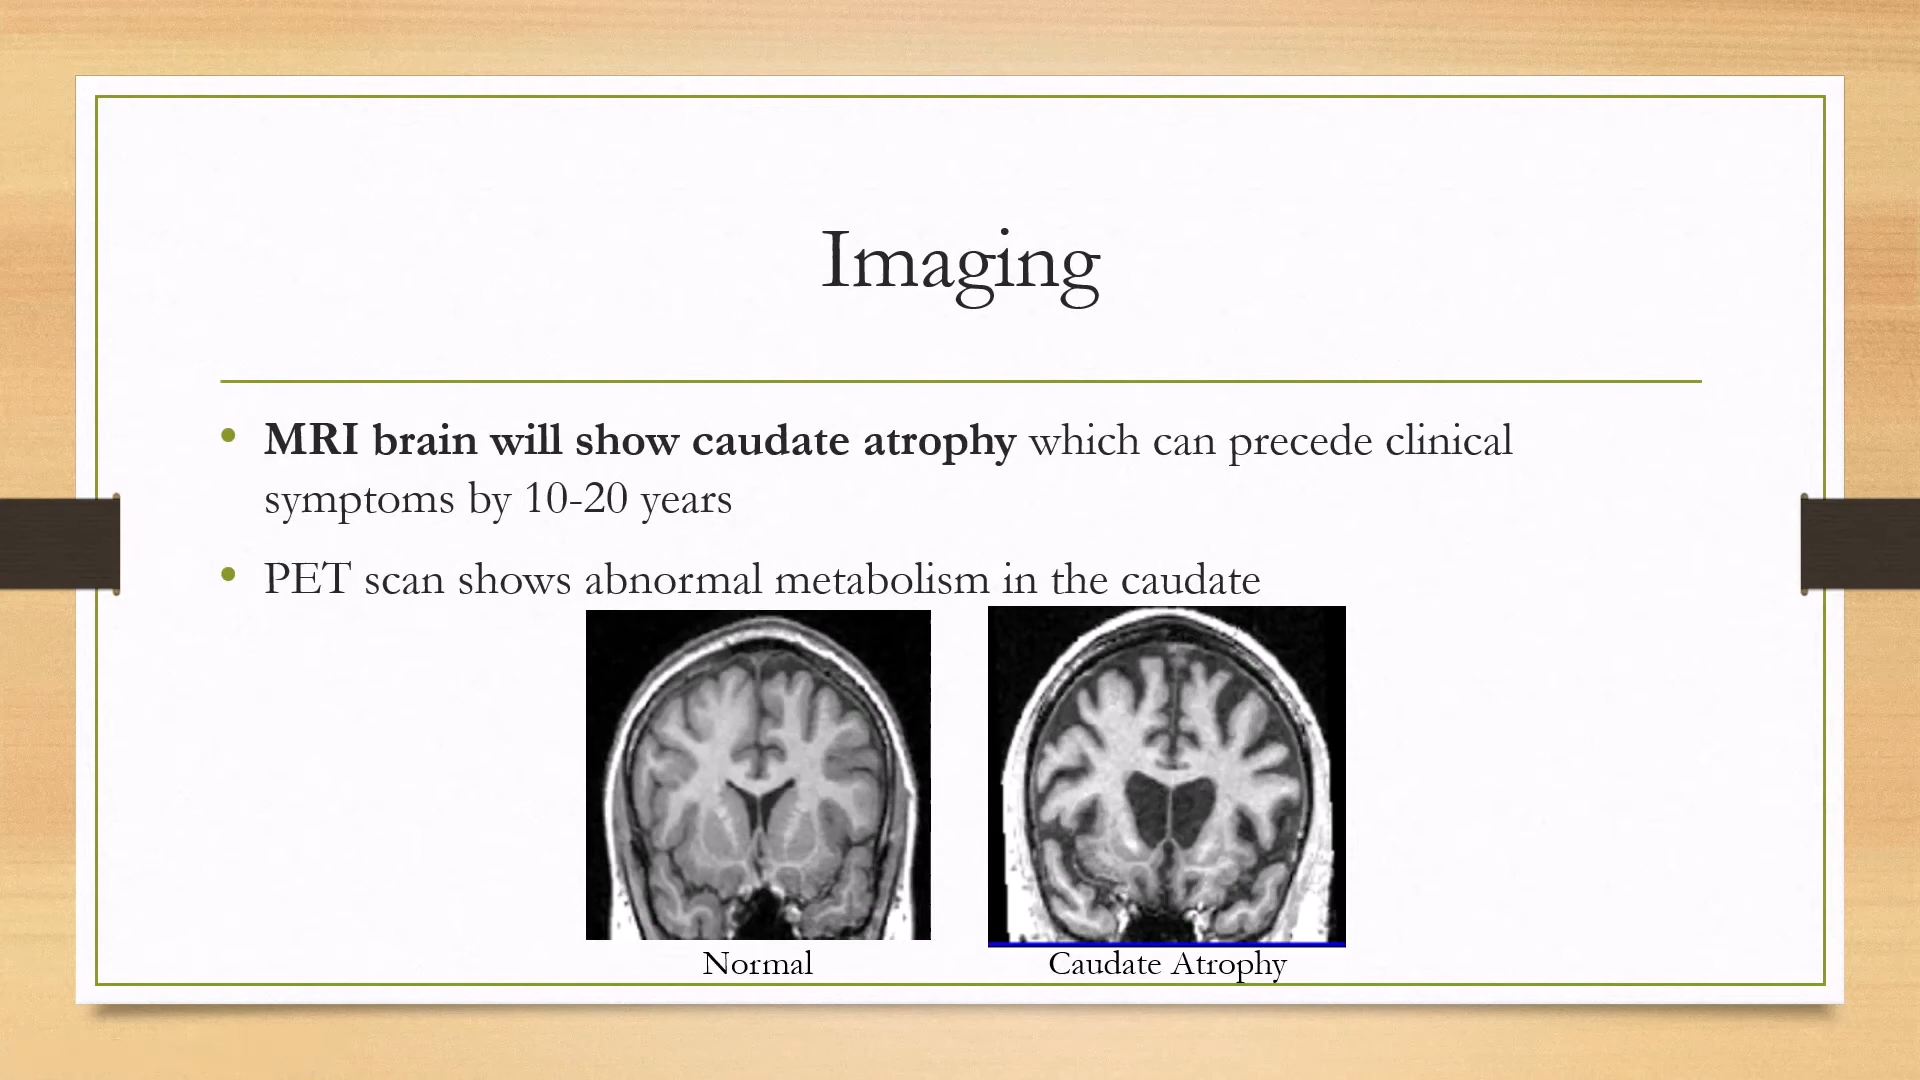 Imaging
• MRI brain will show caudate atrophy which can precede clinical
symptoms by 10-20 years
• PET scan shows abnormal metabolism in the caudate
Normal
Caudate Atrophy